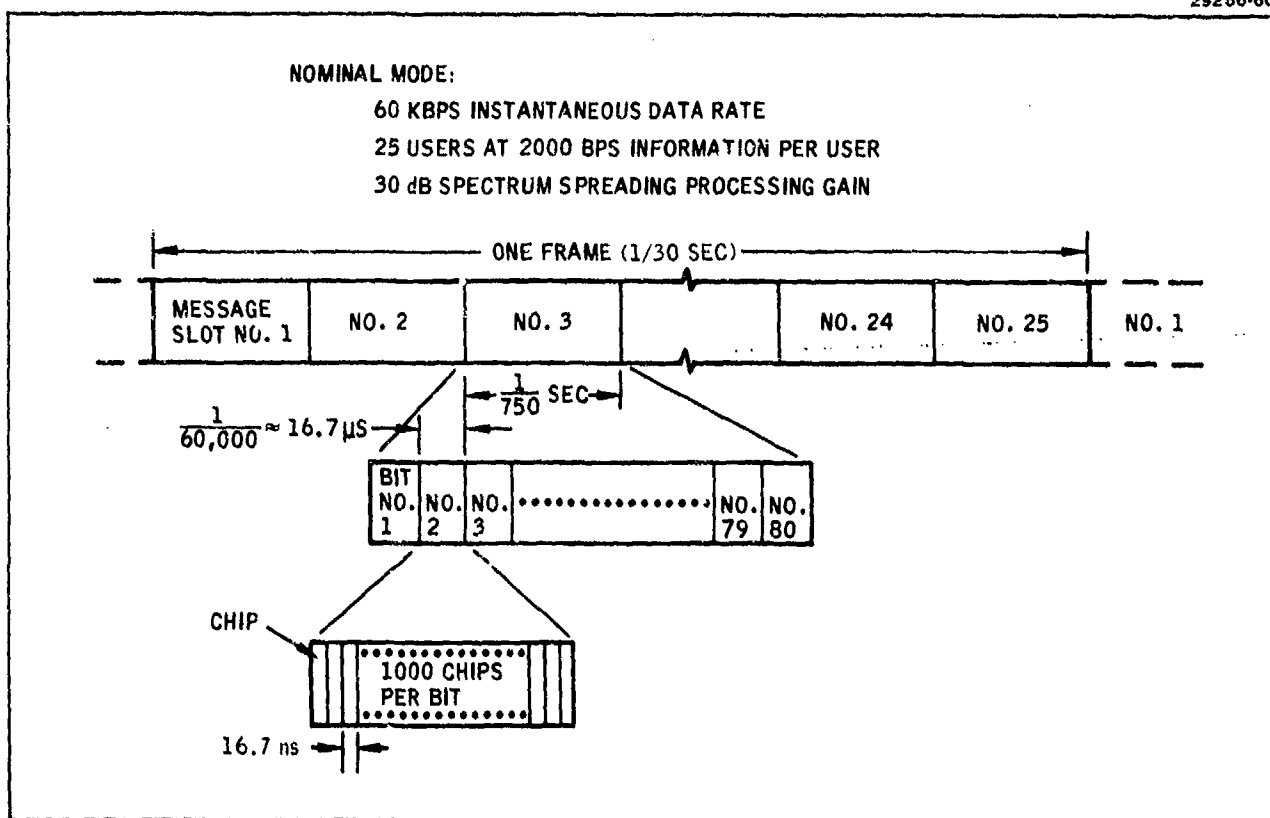 NOMINAL MODE:
60 KBPS INSTANTANEOUS DATA RATE
25 USERS AT 2000 BPS INFORMATION PER USER
30 dB SPECTRUM SPREADING PROCESSING GAIN
ONE FRAME (1/30 SEC)
MESSAGE
SLOT NO. 1
NO. 2
NO. 3
NO. 24
NO. 25
NO. 1
1/750 SEC
1/60,000 ≈ 16.7 μS
BIT
NO.
1
NO.
2
NO.
3
NO.
79
NO.
80
CHIP
1000 CHIPS
PER BIT
16.7 ns